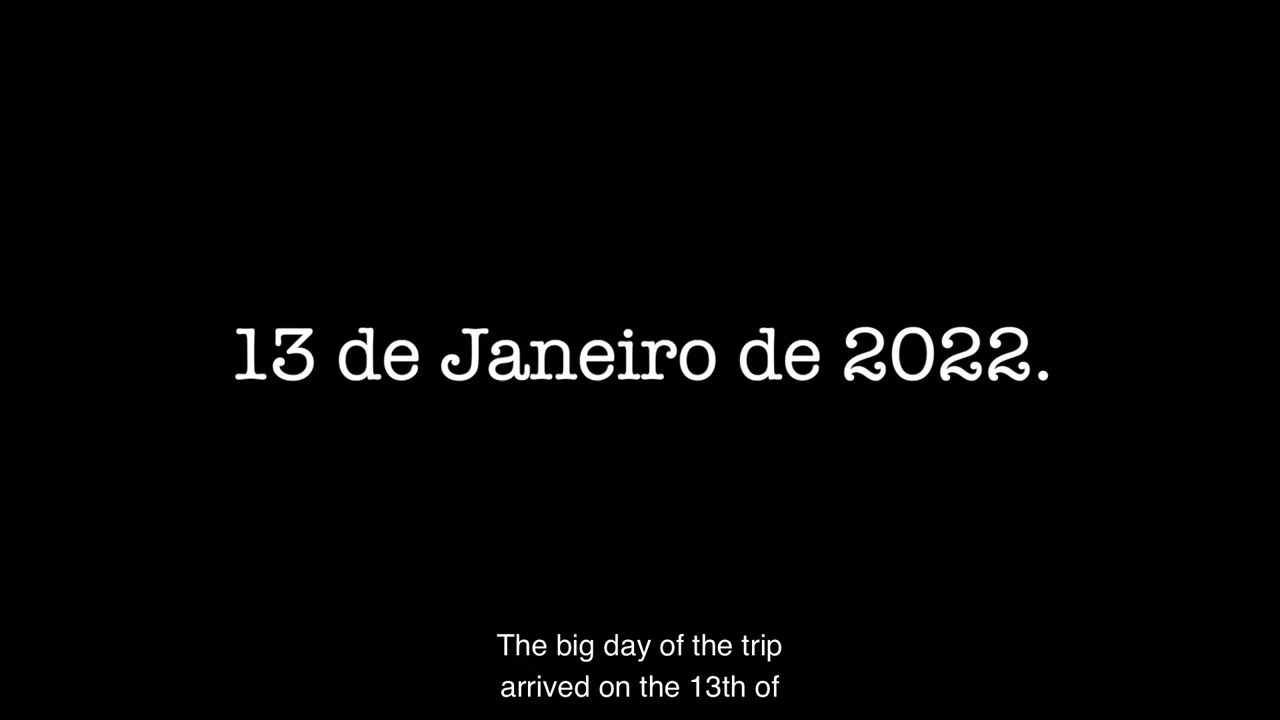 13 de Janeiro de 2022.
The big day of the trip
arrived on the 13th of